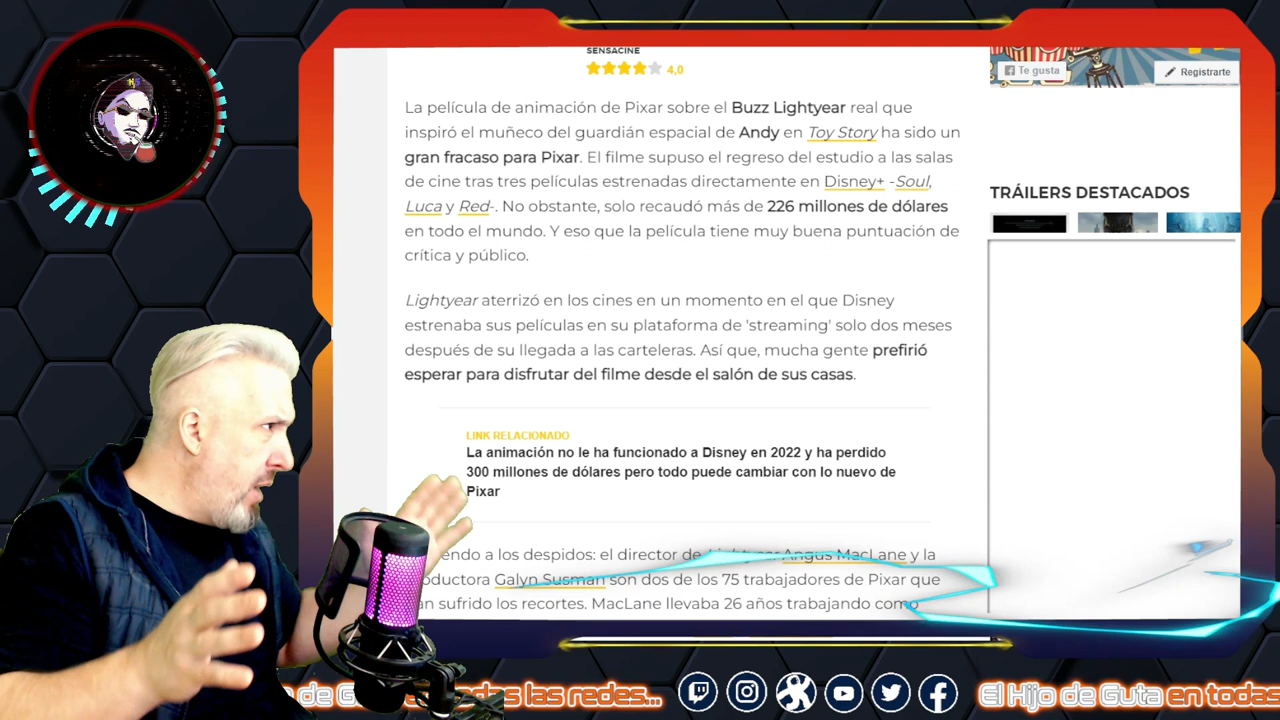 SENSACINE
4,0
Te gusta
Registrarte
La película de animación de Pixar sobre el Buzz Lightyear real que
inspiró el muñeco del guardián espacial de Andy en Toy Story ha sido un
gran fracaso para Pixar. El filme supuso el regreso del estudio a las salas
de cine tras tres películas estrenadas directamente en Disney+ -Soul,
Luca y Red-. No obstante, solo recaudó más de 226 millones de dólares
en todo el mundo. Y eso que la película tiene muy buena puntuación de
crítica y público.
TRÁILERS DESTACADOS
Lightyear aterrizó en los cines en un momento en el que Disney
estrenaba sus películas en su plataforma de 'streaming' solo dos meses
después de su llegada a las carteleras. Así que, mucha gente prefirió
esperar para disfrutar del filme desde el salón de sus casas.
LINK RELACIONADO
La animación no le ha funcionado a Disney en 2022 y ha perdido
300 millones de dólares pero todo puede cambiar con lo nuevo de
Pixar
endo a los despidos: el director de Lightyear Angus MacLane y la
oductora Galyn Susman son dos de los 75 trabajadores de Pixar que
an sufrido los recortes. MacLane llevaba 26 años trabajando como
las redes...
El Hijo de Guta en todas